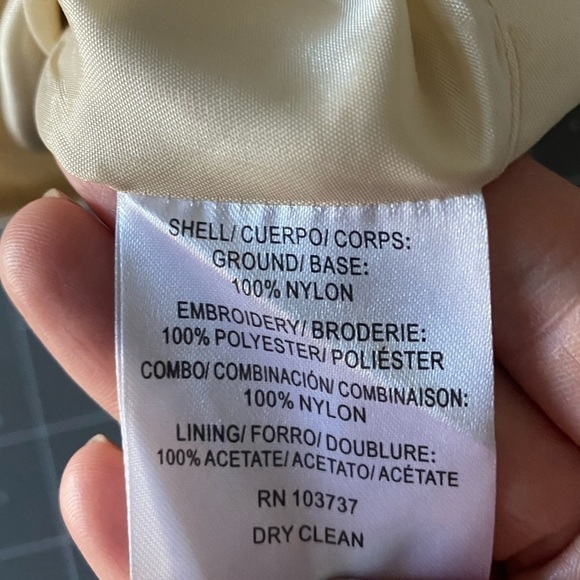 SHELL/ CUERPO/ CORPS:
GROUND/ BASE:
100% NYLON
EMBROIDERY/ BRODERIE:
100% POLYESTER/ POLIÉSTER
COMBO/ COMBINACIÓN/ COMBINAISON:
100% NYLON
LINING/ FORRO/ DOUBLURE:
100% ACETATE/ ACETATO/ ACÉTATE
RN 103737
DRY CLEAN